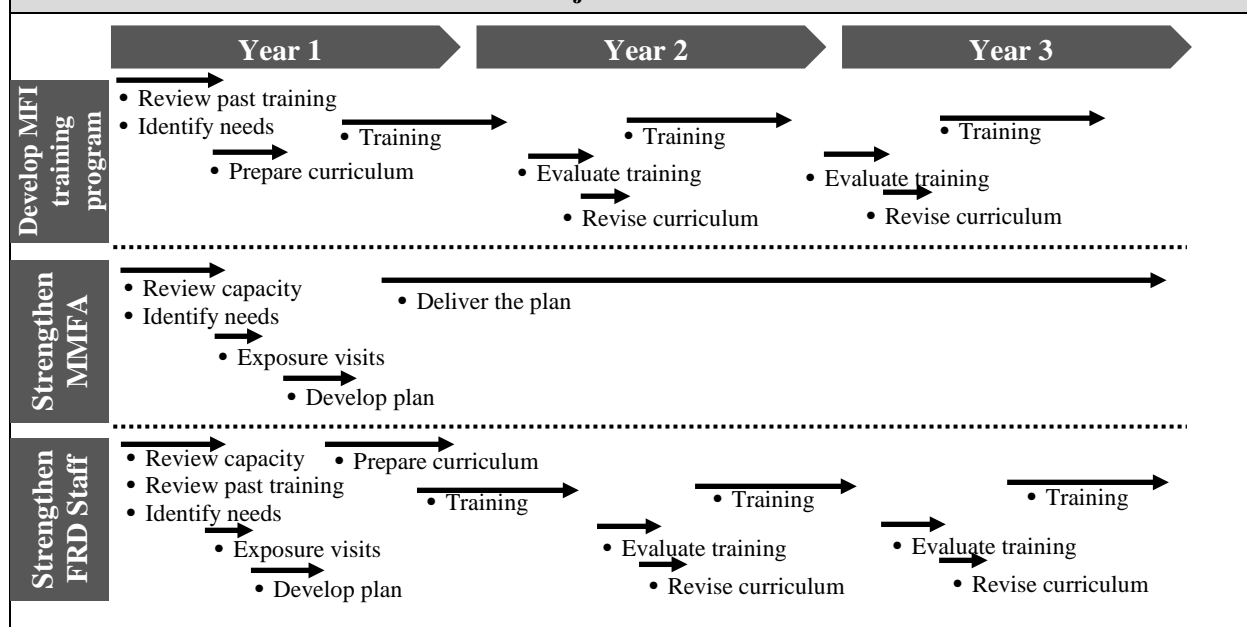 Year 1
Year 2
Year 3
Develop MFI
training
program
• Review past training
• Identify needs
• Prepare curriculum
• Training
• Evaluate training
• Revise curriculum
• Training
• Evaluate training
• Revise curriculum
• Training
Strengthen
MMFA
• Review capacity
• Identify needs
• Exposure visits
• Develop plan
• Deliver the plan
Strengthen
FRD Staff
• Review capacity
• Review past training
• Identify needs
• Exposure visits
• Develop plan
• Prepare curriculum
• Training
• Evaluate training
• Revise curriculum
• Training
• Evaluate training
• Revise curriculum
• Training